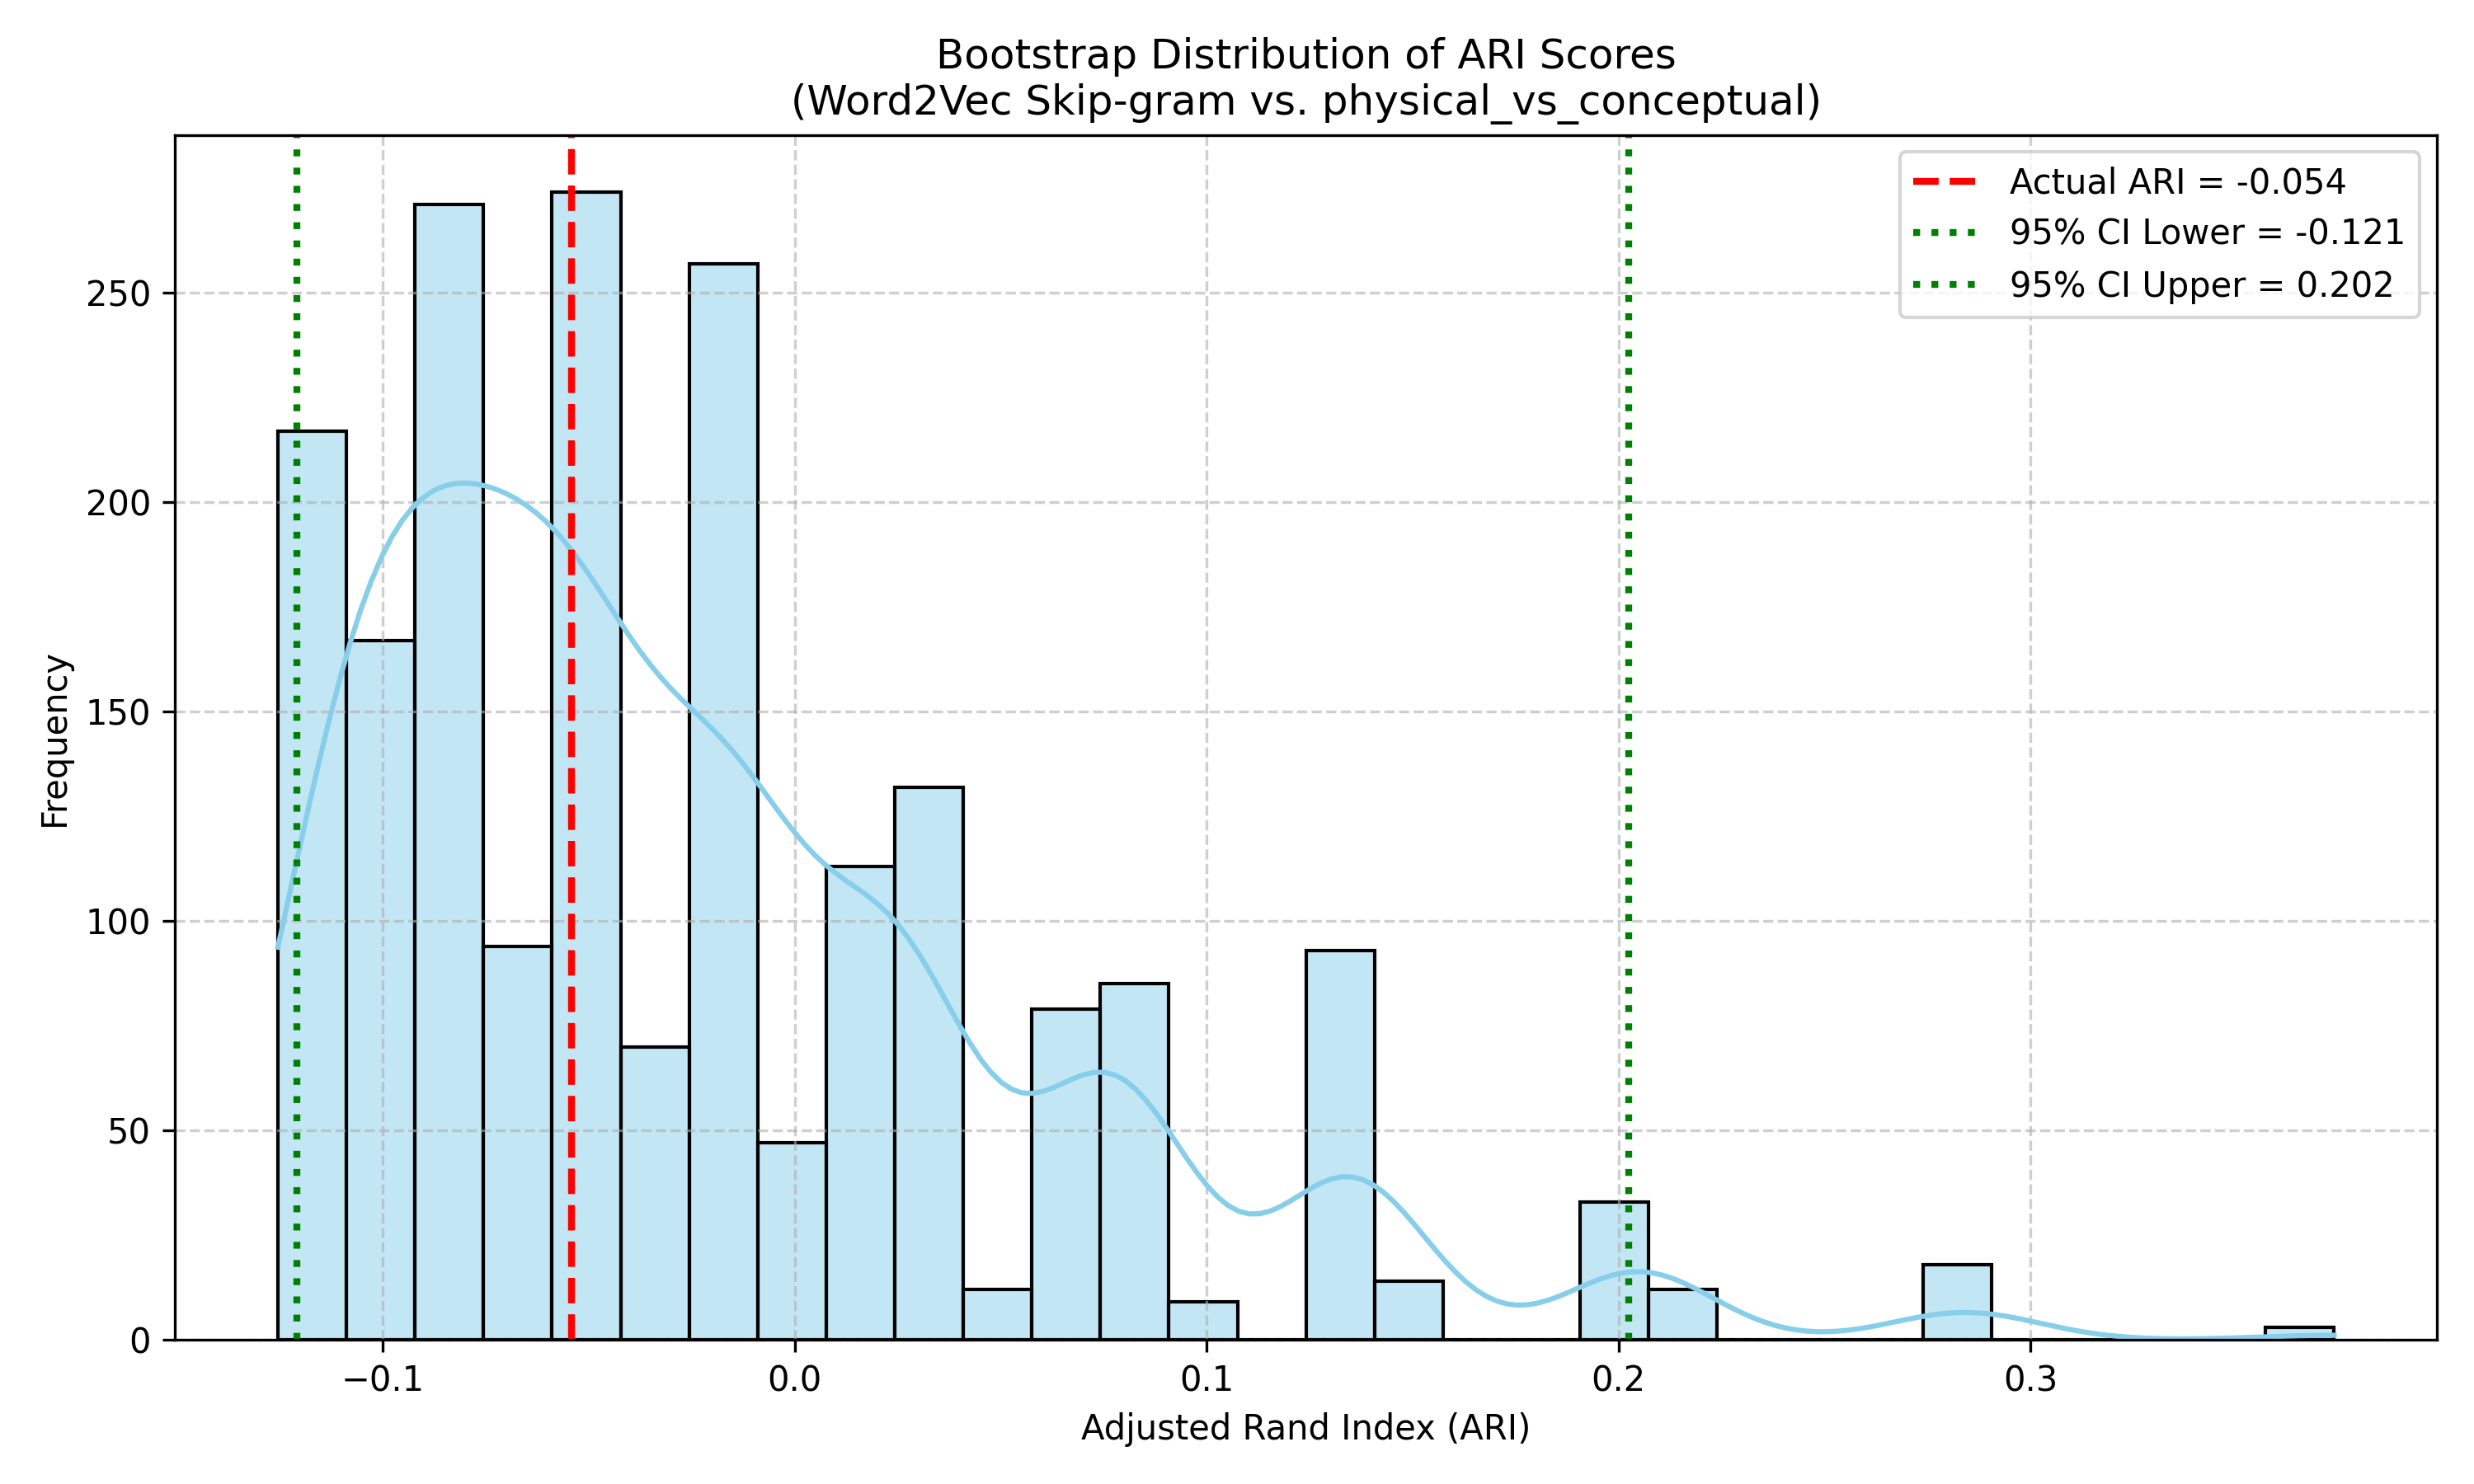 Bootstrap Distribution of ARI Scores
(Word2Vec Skip-gram vs. physical_vs_conceptual)
Actual ARI = -0.054
95% CI Lower = -0.121
95% CI Upper = 0.202
Frequency
250
200
150
100
50
0
−0.1
0.0
0.1
0.2
0.3
Adjusted Rand Index (ARI)